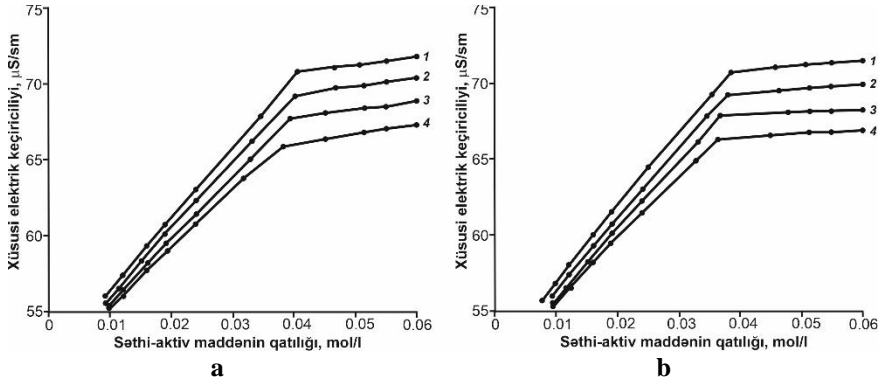 Xüsusi elektrik keçiriciliyi, μS/sm
75
70
65
60
55
1
2
3
4
0 0.01 0.02 0.03 0.04 0.05 0.06
Səthi-aktiv maddənin qatılığı, mol/l
a
Xüsusi elektrik keçiriciliyi, μS/sm
75
70
65
60
55
1
2
3
4
0 0.01 0.02 0.03 0.04 0.05 0.06
Səthi-aktiv maddənin qatılığı, mol/l
b